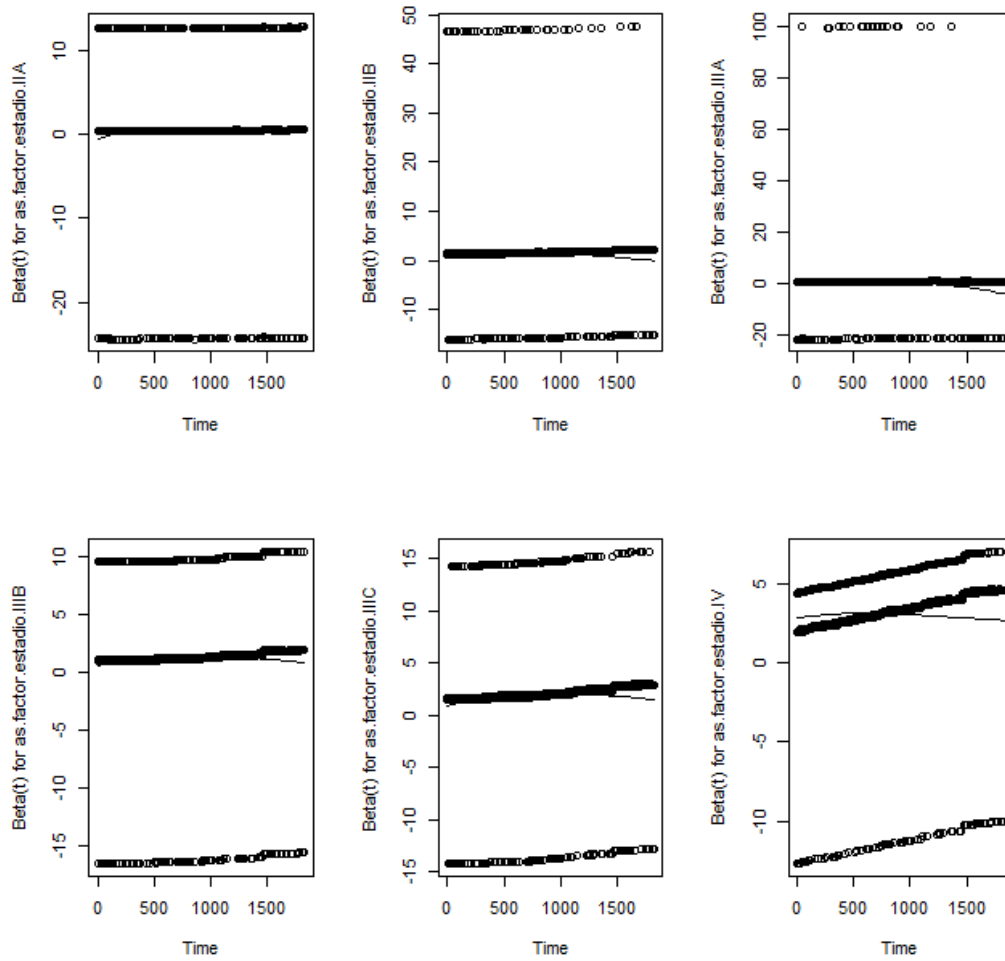 Beta(t) for as.factor.estadio.IIA
10
0
-10
-20
0 500 1000 1500
Time
Beta(t) for as.factor.estadio.IIB
50
40
30
20
10
0
-10
0 500 1000 1500
Time
Beta(t) for as.factor.estadio.IIIA
100
80
60
40
20
0
-20
0 500 1000 1500
Time
Beta(t) for as.factor.estadio.IIIB
10
5
0
-5
-10
-15
0 500 1000 1500
Time
Beta(t) for as.factor.estadio.IIIC
15
10
5
0
-5
-10
-15
0 500 1000 1500
Time
Beta(t) for as.factor.estadio.IV
5
0
-5
-10
0 500 1000 1500
Time